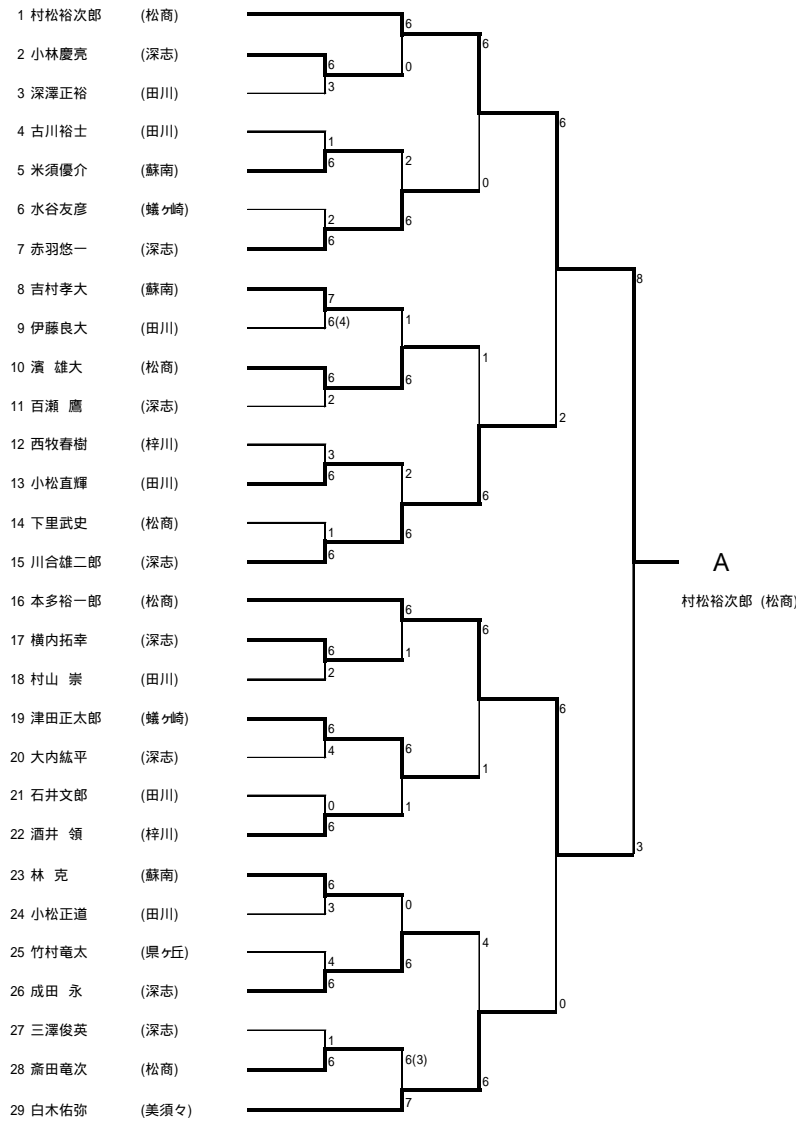 1 村松裕次郎 (松商)
6
6
2 小林慶亮 (深志)
6
0
3 深澤正裕 (田川)
3
6
4 古川裕士 (田川)
1
2
5 米須優介 (蘇南)
6
0
6 水谷友彦 (蟻ヶ崎)
2
6
7 赤羽悠一 (深志)
6
8
8 吉村孝大 (蘇南)
7
1
9 伊藤良大 (田川)
6(4)
1
10 濱 雄大 (松商)
6
6
11 百瀬 鷹 (深志)
2
2
12 西牧春樹 (梓川)
3
2
13 小松直輝 (田川)
6
6
14 下里武史 (松商)
1
6
15 川合雄二郎 (深志)
6
A
村松裕次郎 (松商)
16 本多裕一郎 (松商)
6
6
17 横内拓幸 (深志)
6
1
18 村山 崇 (田川)
2
6
19 津田正太郎 (蟻ヶ崎)
6
6
20 大内紘平 (深志)
4
1
21 石井文郎 (田川)
0
1
22 酒井 領 (梓川)
6
3
23 林 克 (蘇南)
6
0
24 小松正道 (田川)
3
4
25 竹村竜太 (県ヶ丘)
4
6
26 成田 永 (深志)
6
0
27 三澤俊英 (深志)
1
6(3)
28 斎田竜次 (松商)
6
6
29 白木佑弥 (美須々)
7